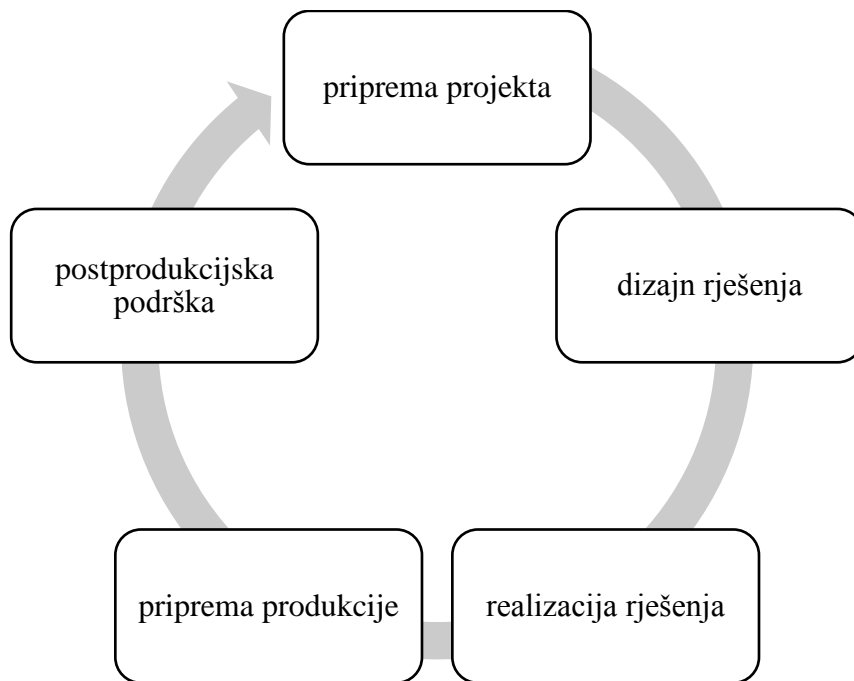 priprema projekta
dizajn rješenja
realizacija rješenja
priprema produkcije
postprodukcijska
podrška